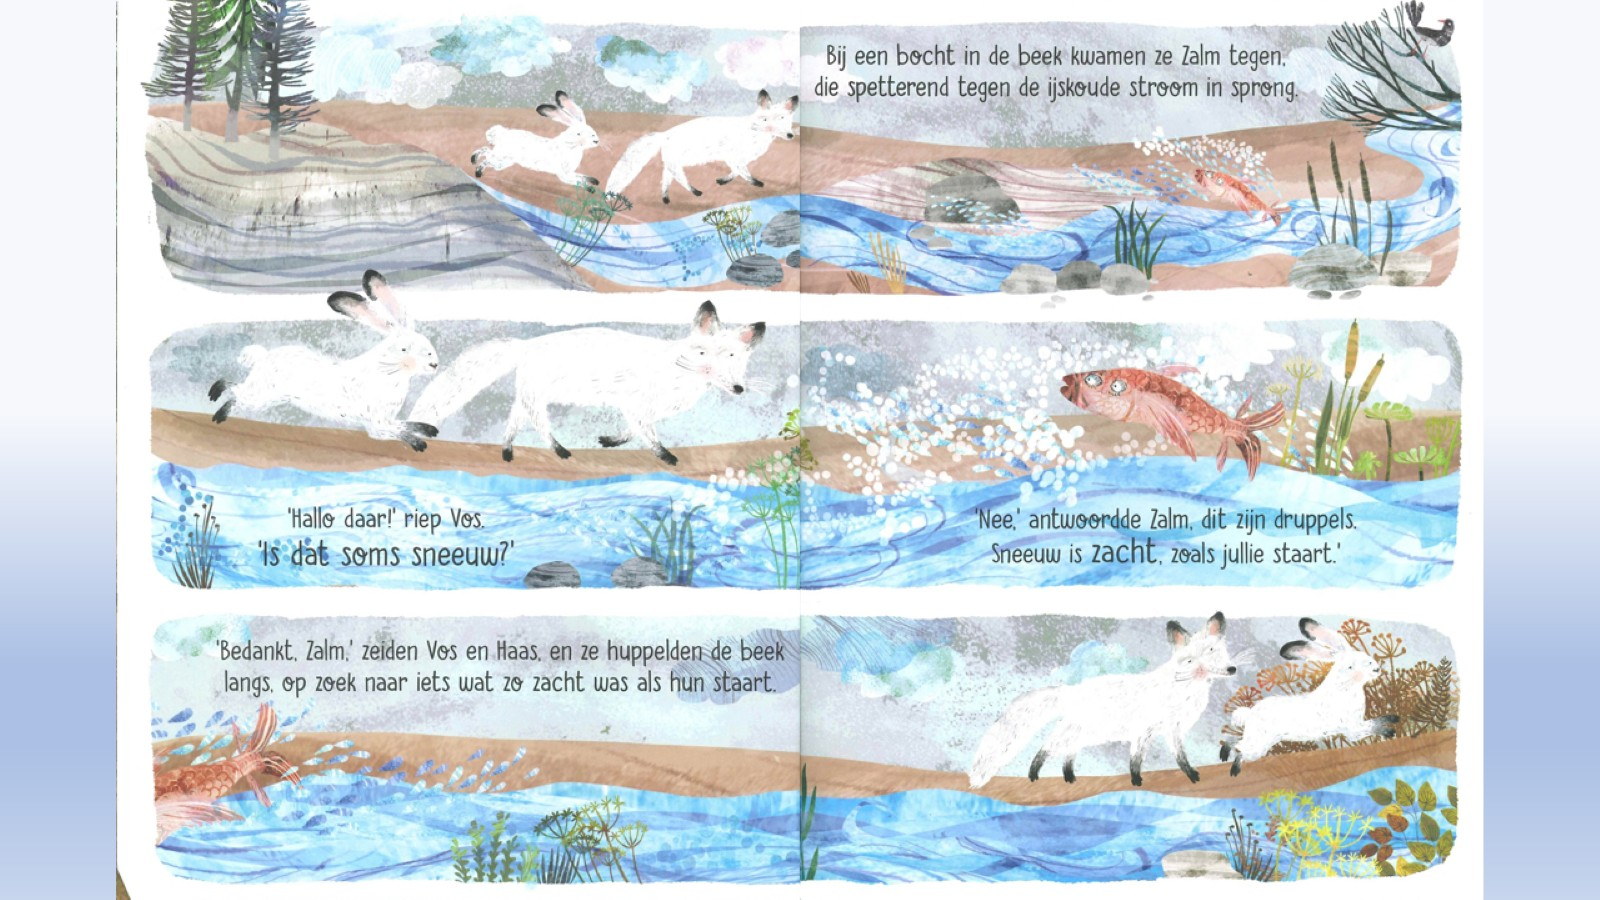 Bij een bocht in de beek kwamen ze Zalm tegen,
die spetterend tegen de ijskoude stroom in sprong.
'Hallo daar!' riep Vos.
'Is dat soms sneeuw?'
'Nee,' antwoordde Zalm, dit zijn druppels.
Sneeuw is zacht, zoals jullie staart.'
'Bedankt, Zalm,' zeiden Vos en Haas, en ze huppelden de beek
langs, op zoek naar iets wat zo zacht was als hun staart.